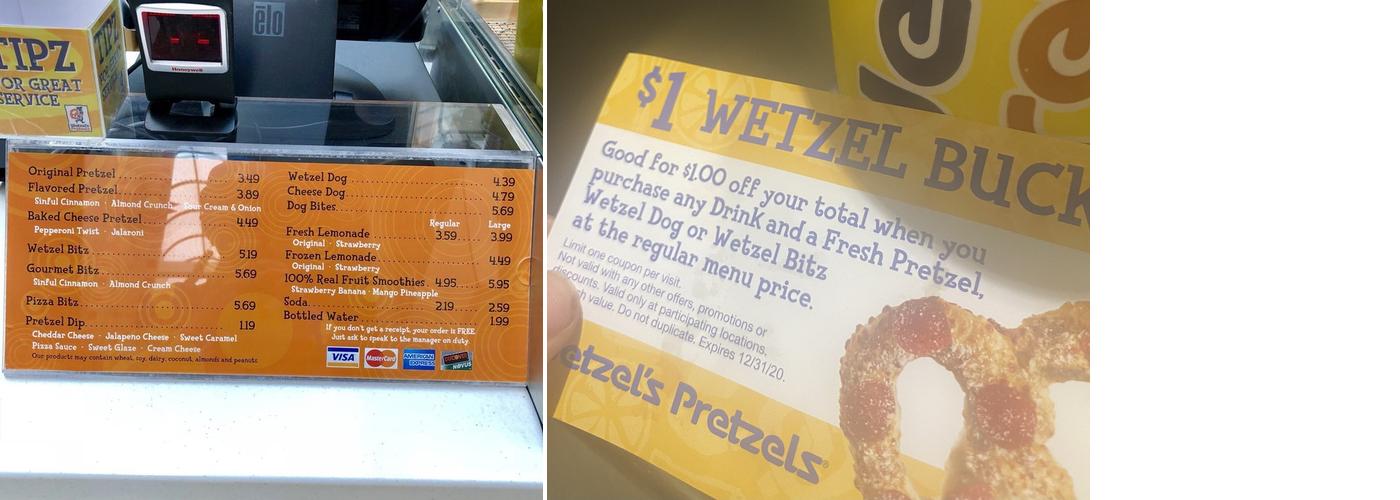 TIPZ
OR GREAT
SERVICE
Honeywell
elo
Original Pretzel 3.49
Flavored Pretzel 3.89
Sinful Cinnamon · Almond Crunch · Sour Cream & Onion
Baked Cheese Pretzel 4.49
Pepperoni Twist · Jalaroni
Wetzel Bitz 5.19
Gourmet Bitz 5.69
Sinful Cinnamon · Almond Crunch
Pizza Bitz 5.69
Pretzel Dip 1.19
Cheddar Cheese · Jalapeno Cheese · Sweet Caramel
Pizza Sauce · Sweet Glaze · Cream Cheese
Our products may contain wheat, soy, dairy, coconut, almonds and peanuts.
Wetzel Dog 4.39
Cheese Dog 4.79
Dog Bites 5.69
Regular Large
Fresh Lemonade 3.59 3.99
Original · Strawberry
Frozen Lemonade 4.49
Original · Strawberry
100% Real Fruit Smoothies 4.95 5.95
Strawberry Banana · Mango Pineapple
Soda 2.19 2.59
Bottled Water 1.99
If you don't get a receipt, your order is FREE.
Just ask to speak to the manager on duty.
VISA MasterCard AMERICAN EXPRESS DISCOVER NOVUS
$1 WETZEL BUCK
Good for $1.00 off your total when you
purchase any Drink and a Fresh Pretzel,
Wetzel Dog or Wetzel Bitz
at the regular menu price.
Limit one coupon per visit.
Not valid with any other offers, promotions or
discounts. Valid only at participating locations.
h value. Do not duplicate. Expires 12/31/20.
etzel's Pretzels®